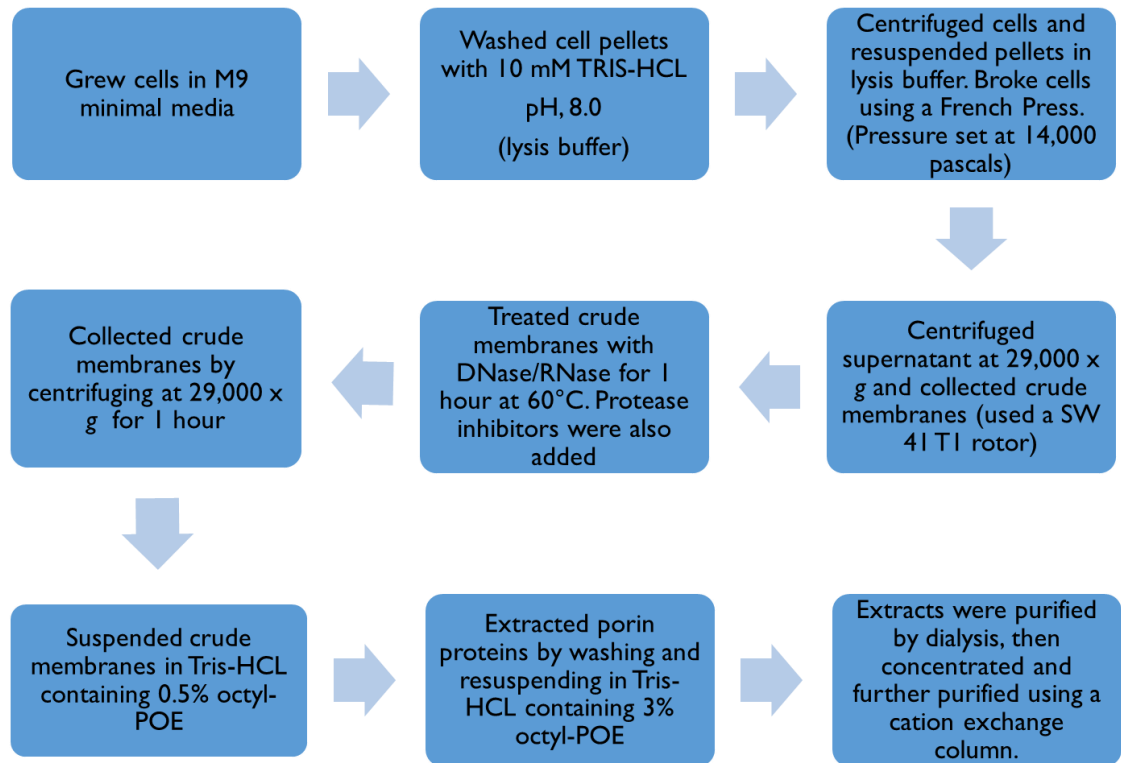 Grew cells in M9
minimal media
Washed cell pellets
with 10 mM TRIS-HCL
pH, 8.0
(lysis buffer)
Centrifuged cells and
resuspended pellets in
lysis buffer. Broke cells
using a French Press.
(Pressure set at 14,000
pascals)
Centrifuged
supernatant at 29,000 x
g and collected crude
membranes (used a SW
41 T1 rotor)
Treated crude
membranes with
DNase/RNase for 1
hour at 60°C. Protease
inhibitors were also
added
Collected crude
membranes by
centrifuging at 29,000 x
g for 1 hour
Suspended crude
membranes in Tris-HCL
containing 0.5% octyl-
POE
Extracted porin
proteins by washing and
resuspending in Tris-
HCL containing 3%
octyl-POE
Extracts were purified
by dialysis, then
concentrated and
further purified using a
cation exchange
column.